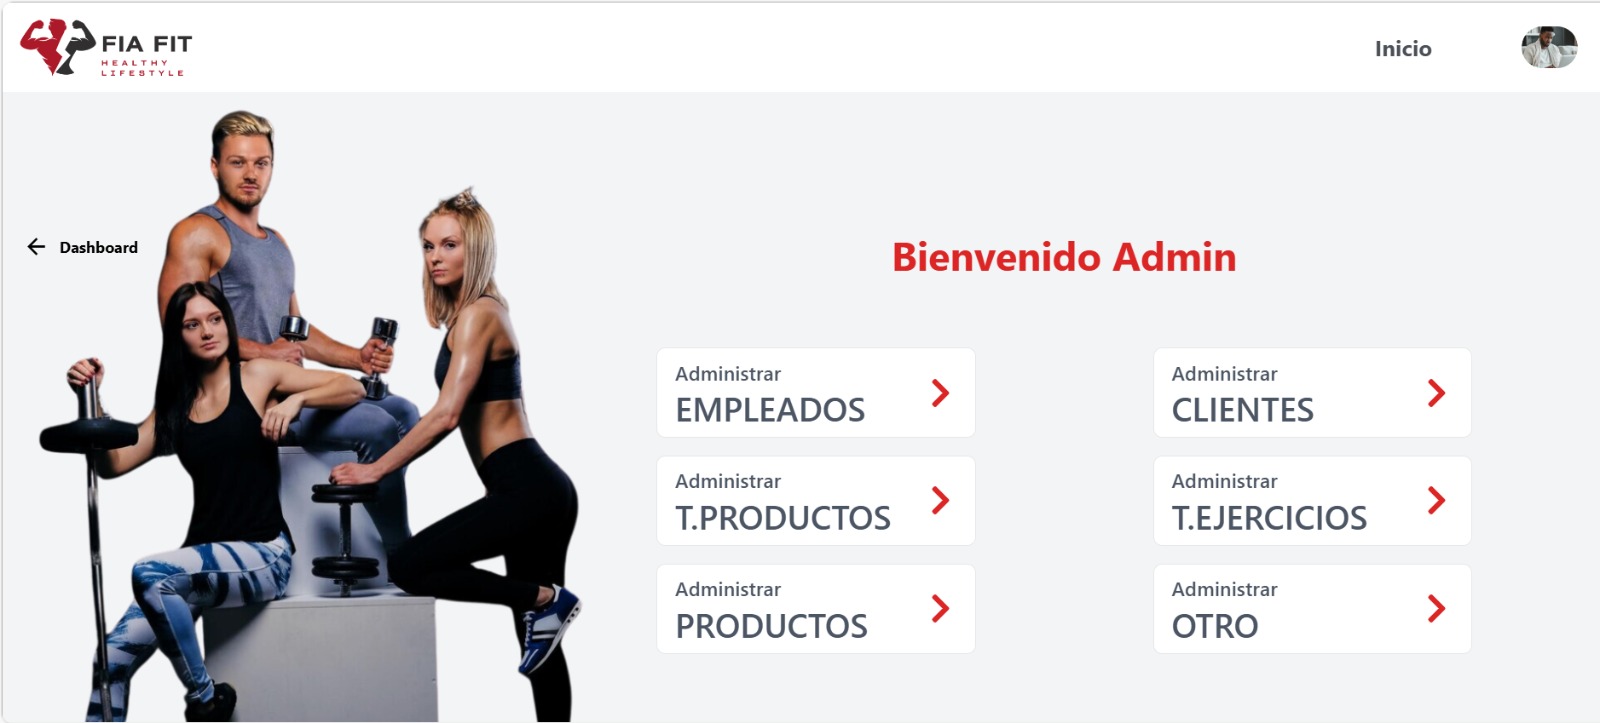 FIA FIT
HEALTHY
LIFESTYLE
Inicio
Dashboard
Bienvenido Admin
Administrar
EMPLEADOS
Administrar
CLIENTES
Administrar
T.PRODUCTOS
Administrar
T.EJERCICIOS
Administrar
PRODUCTOS
Administrar
OTRO